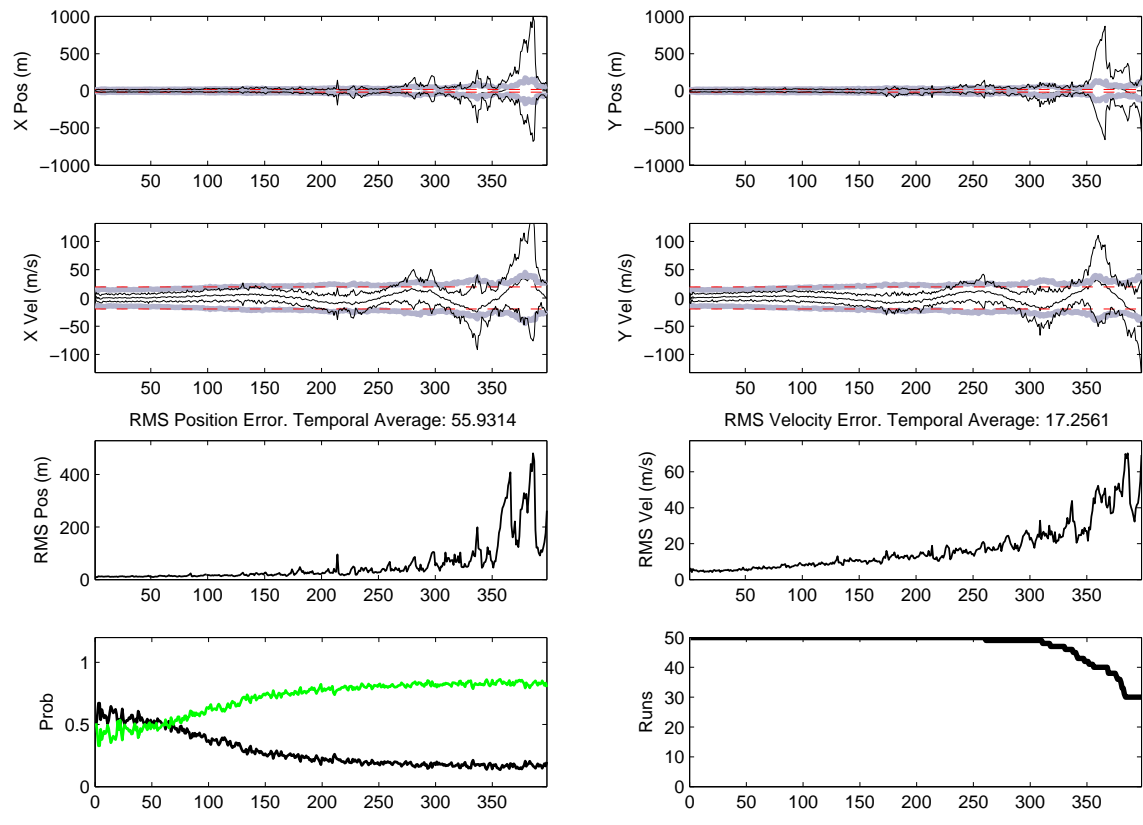 1000
500
0
−500
−1000
X Pos (m)
50 100 150 200 250 300 350
1000
500
0
−500
−1000
Y Pos (m)
50 100 150 200 250 300 350
100
50
0
−50
−100
X Vel (m/s)
50 100 150 200 250 300 350
100
50
0
−50
−100
Y Vel (m/s)
50 100 150 200 250 300 350
RMS Position Error. Temporal Average: 55.9314
400
200
0
RMS Pos (m)
0 50 100 150 200 250 300 350
RMS Velocity Error. Temporal Average: 17.2561
60
40
20
0
RMS Vel (m/s)
0 50 100 150 200 250 300 350
1
0.5
0
Prob
0 50 100 150 200 250 300 350
50
40
30
20
10
0
Runs
0 50 100 150 200 250 300 350